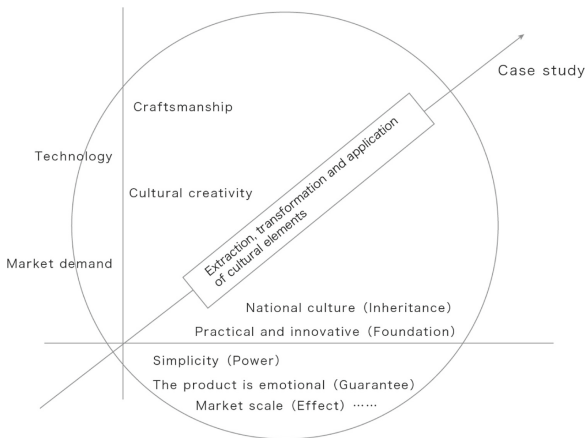 Case study
Craftsmanship
Technology
Extraction, transformation and application
of cultural elements
Cultural creativity
Market demand
National culture（Inheritance）
Practical and innovative（Foundation）
Simplicity（Power）
The product is emotional（Guarantee）
Market scale（Effect）……